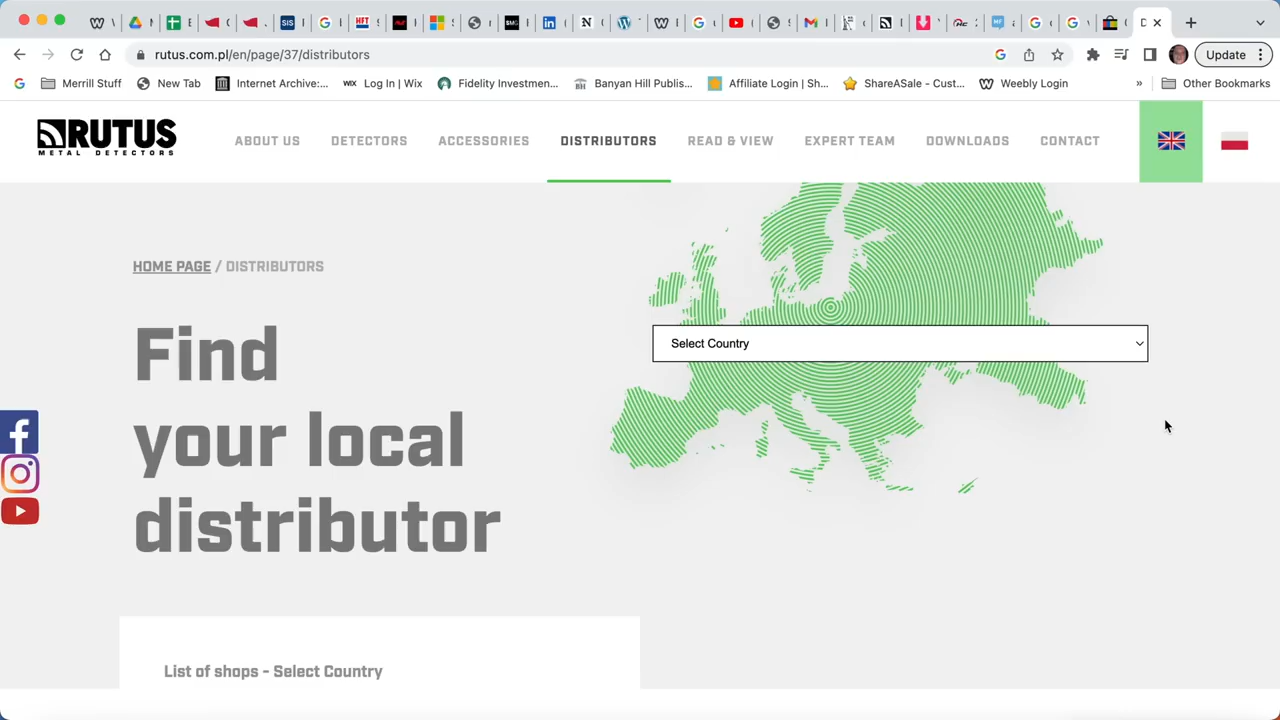 rutus.com.pl/en/page/37/distributors
Update
Merrill Stuff
New Tab
Internet Archive:...
WIX Log In | Wix
Fidelity Investmen...
Banyan Hill Publis...
Affiliate Login | Sh...
ShareASale - Cust...
Weebly Login
»
Other Bookmarks
RUTUS
METAL DETECTORS
ABOUT US
DETECTORS
ACCESSORIES
DISTRIBUTORS
READ & VIEW
EXPERT TEAM
DOWNLOADS
CONTACT
HOME PAGE / DISTRIBUTORS
Select Country
Find
your local
distributor
List of shops - Select Country